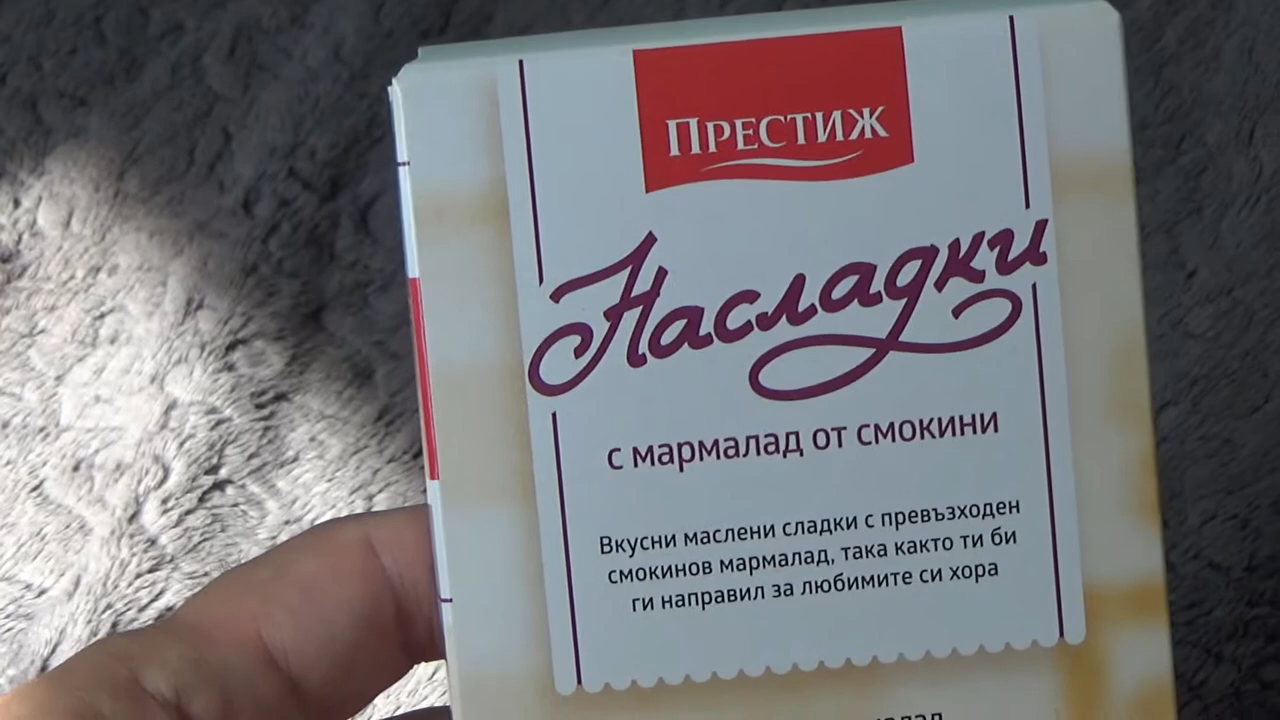 ПРЕСТИЖ
Насладки
с мармалад от смокини
Вкусни маслени сладки с превъзходен
смокинов мармалад, така както ти би
ги направил за любимите си хора